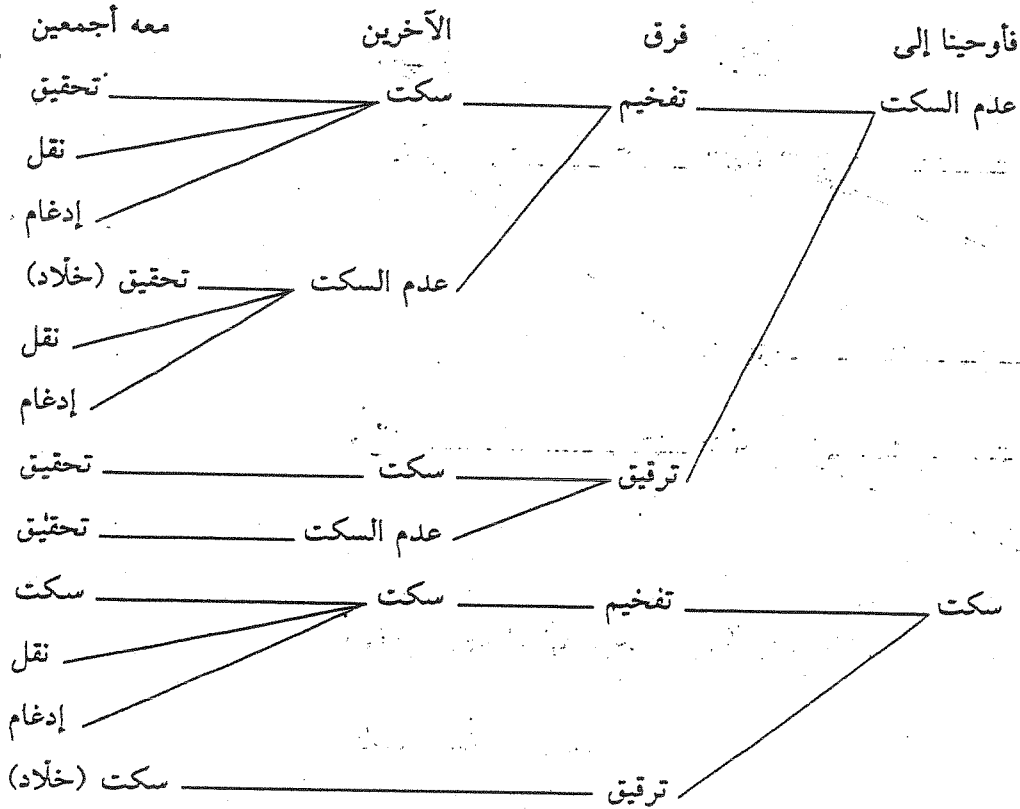 فأوحينا إلى فرق الآخرين معه أجمعين
عدم السكت تفخيم سكت تحقيق
نقل
إدغام
عدم السكت تحقيق (خلّاد)
نقل
إدغام
ترقيق سكت تحقيق
عدم السكت تحقيق
سكت تفخيم سكت سكت
نقل
إدغام
ترقيق سكت (خلّاد)